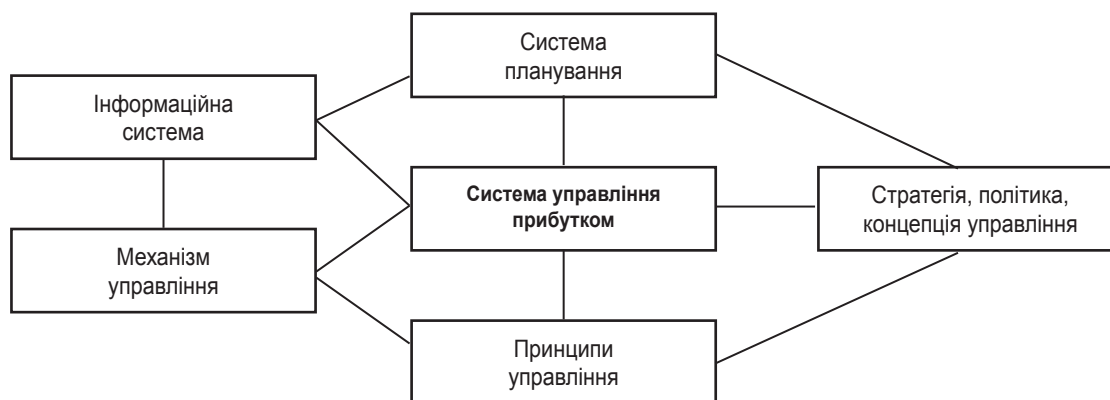 Система
планування
Інформаційна
система
Система управління
прибутком
Стратегія, політика,
концепція управління
Механізм
управління
Принципи
управління